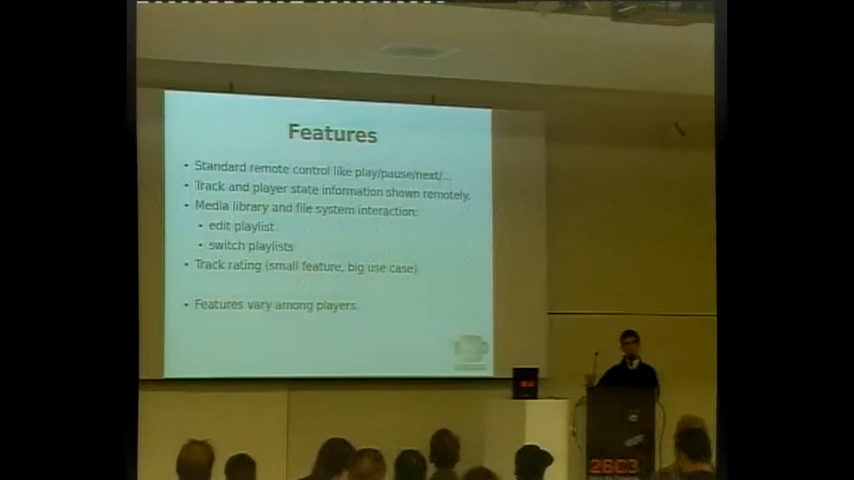 Features
• Standard remote control like play/pause/next/...
• Track and player state information shown remotely.
• Media library and file system interaction:
• edit playlist
• switch playlists
• Track rating (small feature, big use case)
• Features vary among players.
26C3